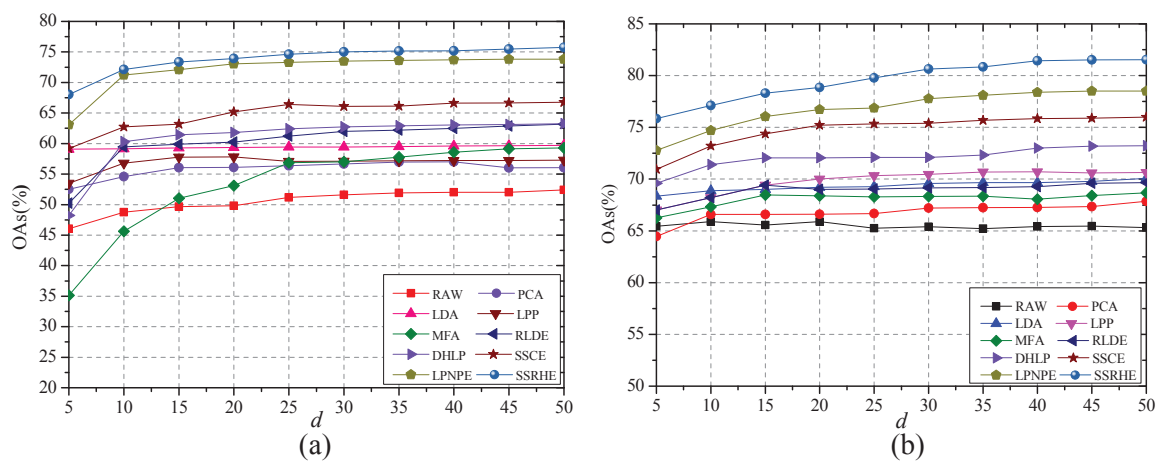 80
75
70
65
60
55
50
45
40
35
30
25
20
OAs(%)
5 10 15 20 25 30 35 40 45 50
d
RAW PCA
LDA LPP
MFA RLDE
DHLP SSCE
LPNPE SSRHE
(a)
85
80
75
70
65
60
55
50
OAs(%)
5 10 15 20 25 30 35 40 45 50
d
RAW PCA
LDA LPP
MFA RLDE
DHLP SSCE
LPNPE SSRHE
(b)